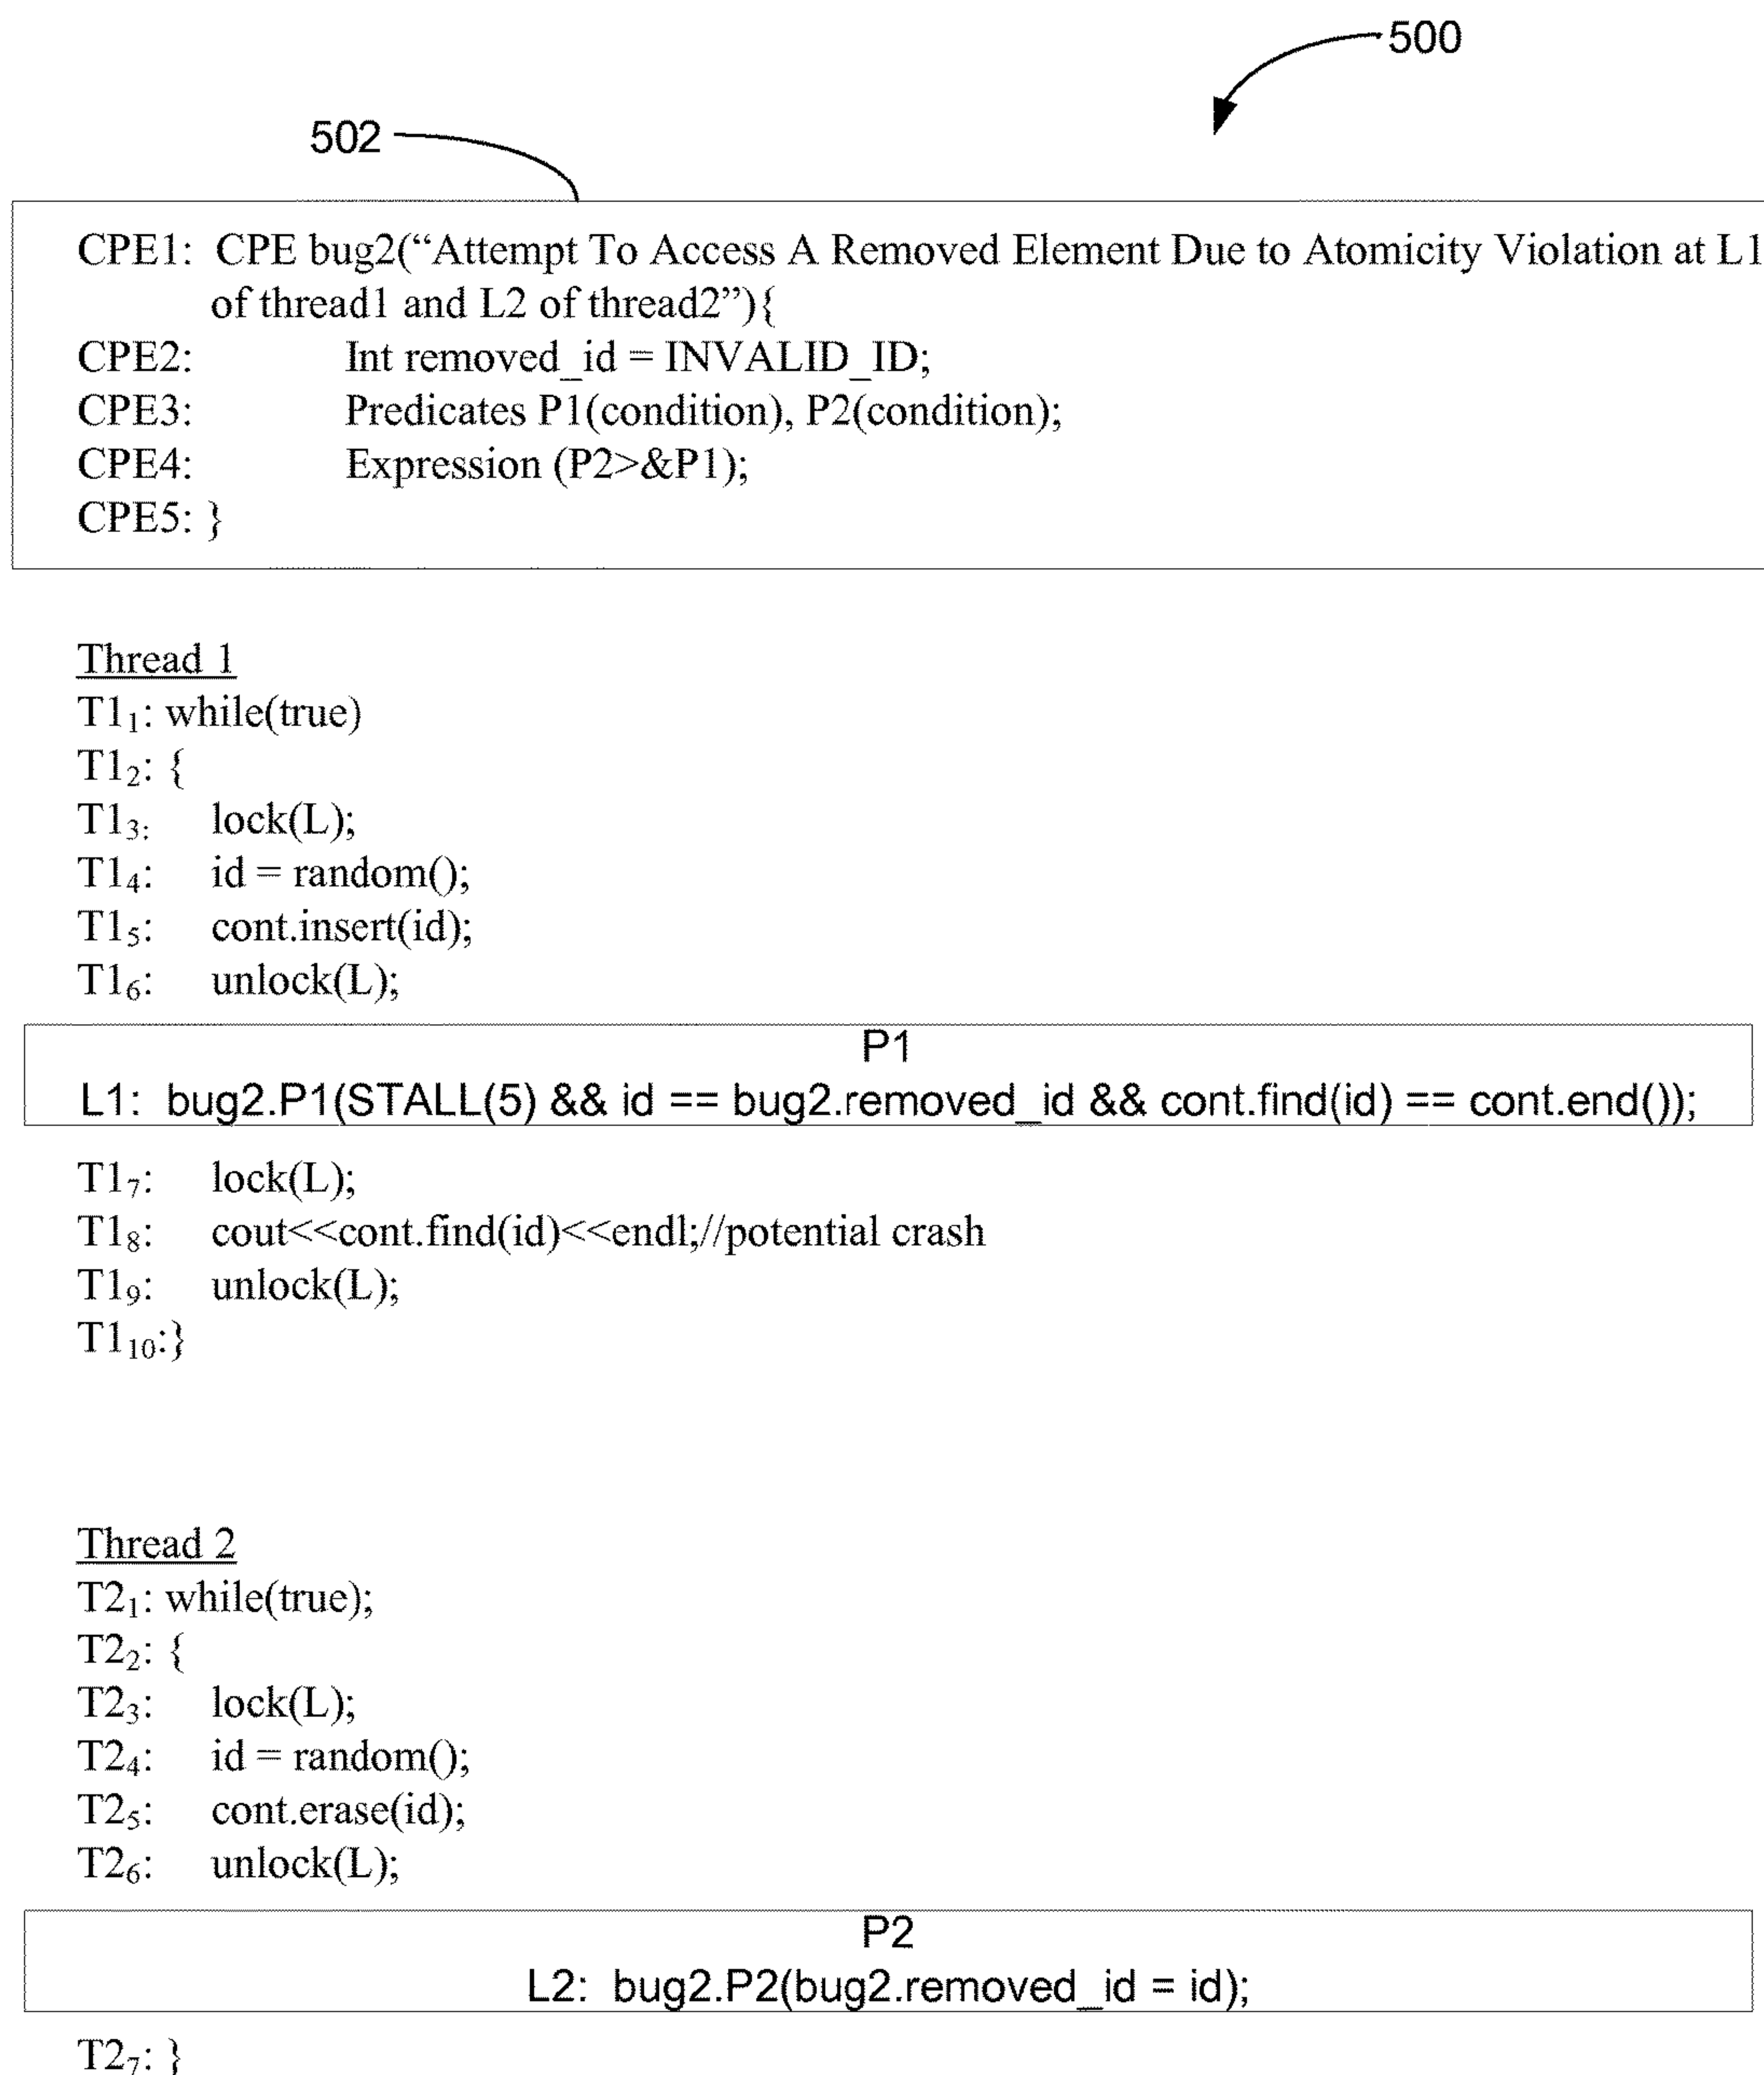 500
502
CPE1: CPE bug2(“Attempt To Access A Removed Element Due to Atomicity Violation at L1
of thread1 and L2 of thread2”){
CPE2: Int removed_id = INVALID_ID;
CPE3: Predicates P1(condition), P2(condition);
CPE4: Expression (P2>&P1);
CPE5: }
Thread 1
T1₁: while(true)
T1₂: {
T1₃: lock(L);
T1₄: id = random();
T1₅: cont.insert(id);
T1₆: unlock(L);
P1
L1: bug2.P1(STALL(5) && id == bug2.removed_id && cont.find(id) == cont.end());
T1₇: lock(L);
T1₈: cout<<cont.find(id)<<endl;//potential crash
T1₉: unlock(L);
T1₁₀:}
Thread 2
T2₁: while(true);
T2₂: {
T2₃: lock(L);
T2₄: id = random();
T2₅: cont.erase(id);
T2₆: unlock(L);
P2
L2: bug2.P2(bug2.removed_id = id);
T2₇: }